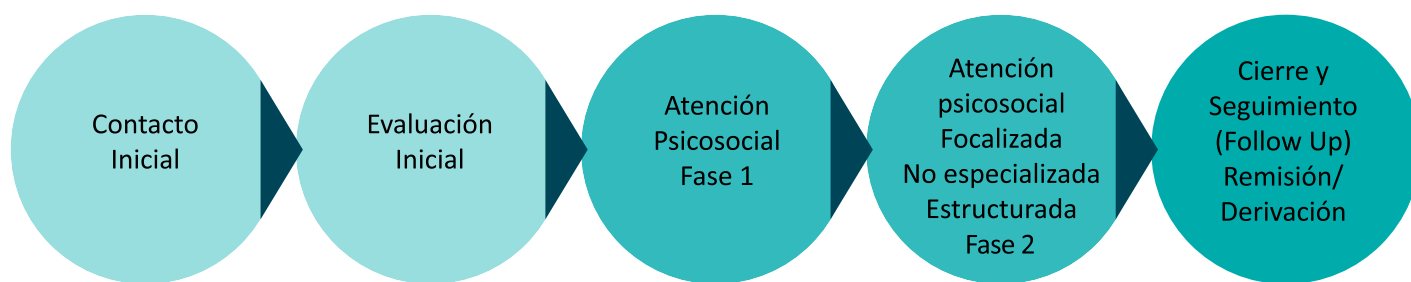 Contacto
Inicial
Evaluación
Inicial
Atención
Psicosocial
Fase 1
Atención
psicosocial
Focalizada
No especializada
Estructurada
Fase 2
Cierre y
Seguimiento
(Follow Up)
Remisión/
Derivación